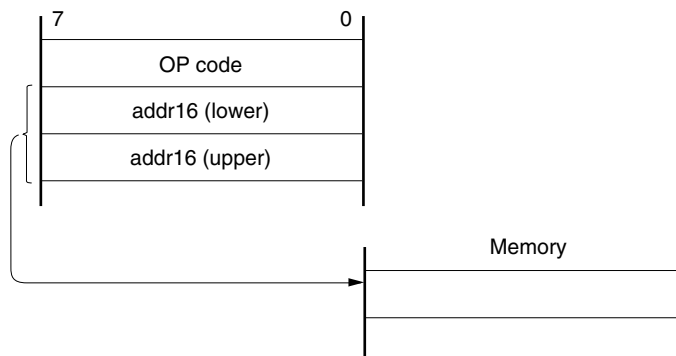 7 0
OP code
addr16 (lower)
addr16 (upper)
Memory